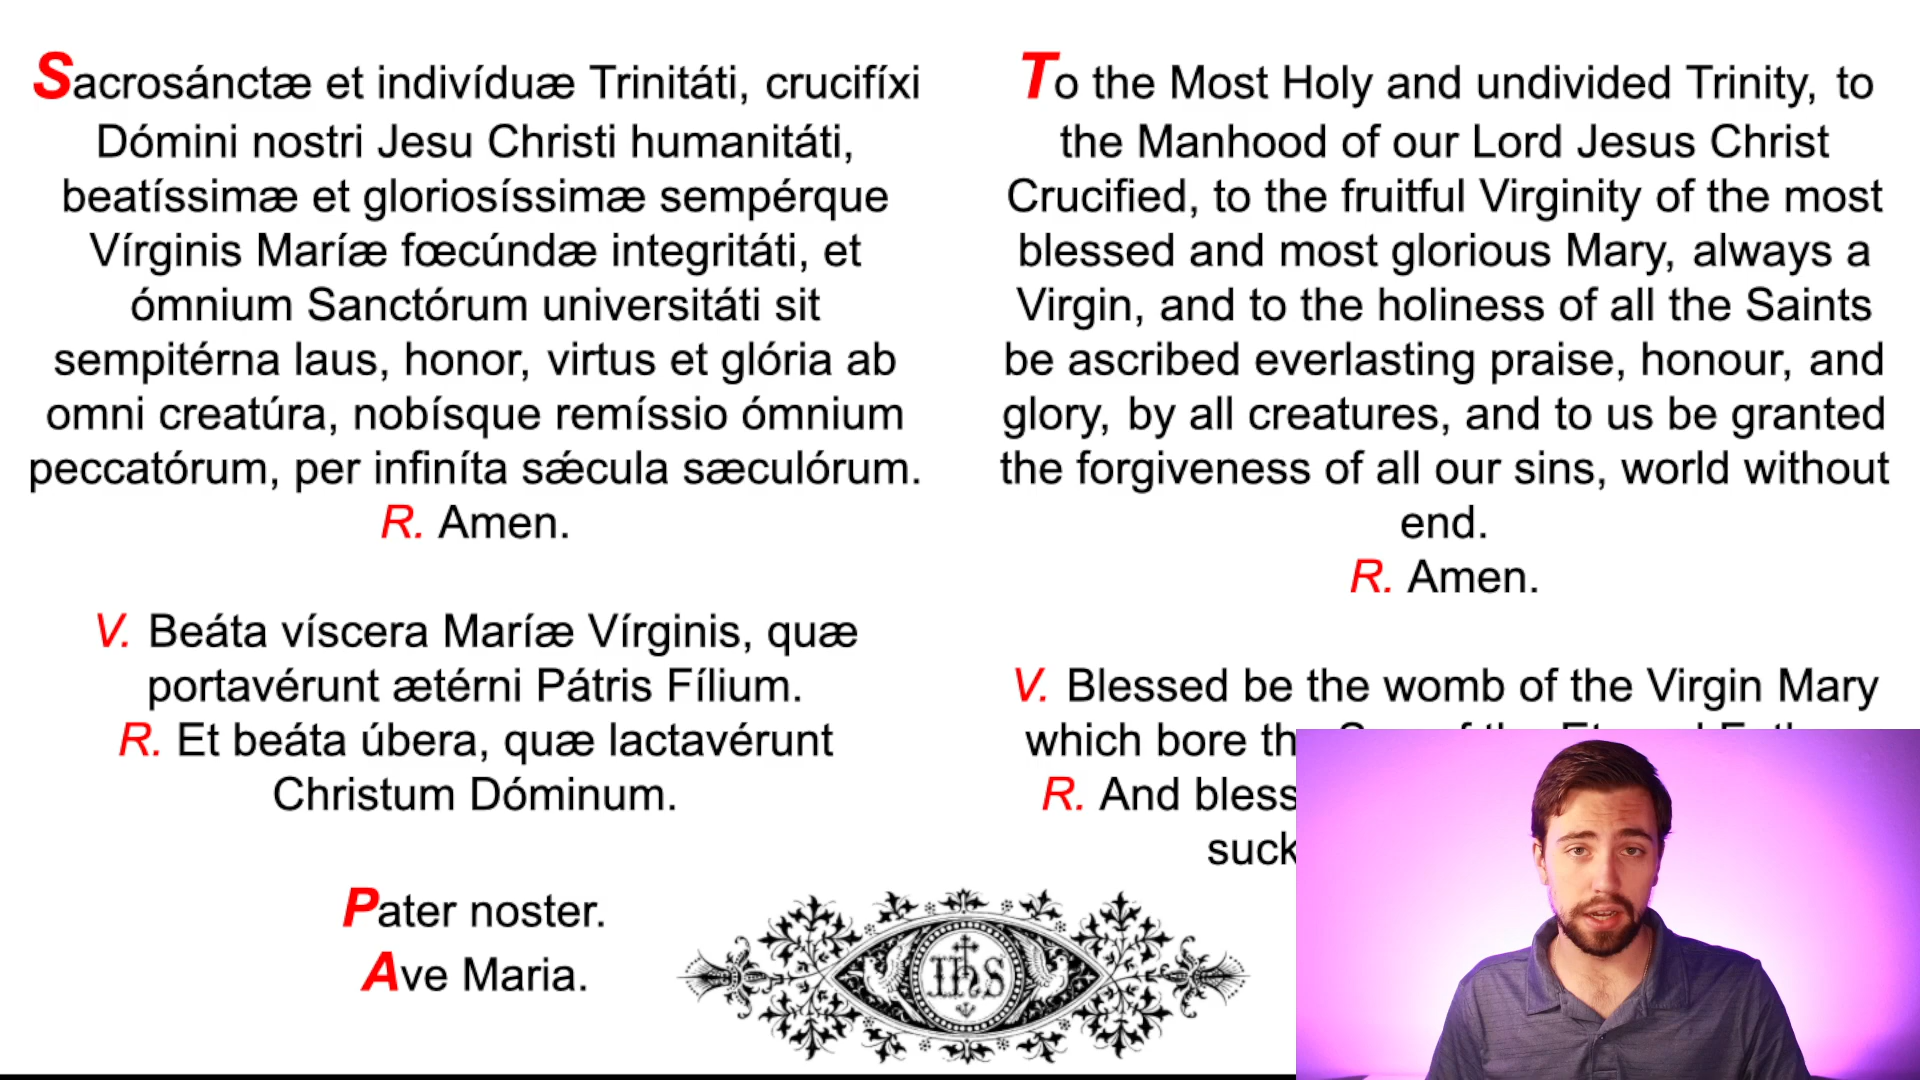 Sacrosánctæ et indivíduæ Trinitáti, crucifíxi
Dómini nostri Jesu Christi humanitáti,
beatíssimæ et gloriosíssimæ sempérque
Vírginis Maríæ fœcúndæ integritáti, et
ómnium Sanctórum universitáti sit
sempitérna laus, honor, virtus et glória ab
omni creatúra, nobísque remíssio ómnium
peccatórum, per infiníta sǽcula sæculórum.
R. Amen.
V. Beáta víscera Maríæ Vírginis, quæ
portavérunt ætérni Pátris Fílium.
R. Et beáta úbera, quæ lactavérunt
Christum Dóminum.
Pater noster.
Ave Maria.
To the Most Holy and undivided Trinity, to
the Manhood of our Lord Jesus Christ
Crucified, to the fruitful Virginity of the most
blessed and most glorious Mary, always a
Virgin, and to the holiness of all the Saints
be ascribed everlasting praise, honour, and
glory, by all creatures, and to us be granted
the forgiveness of all our sins, world without
end.
R. Amen.
V. Blessed be the womb of the Virgin Mary
which bore
R. And
IHS